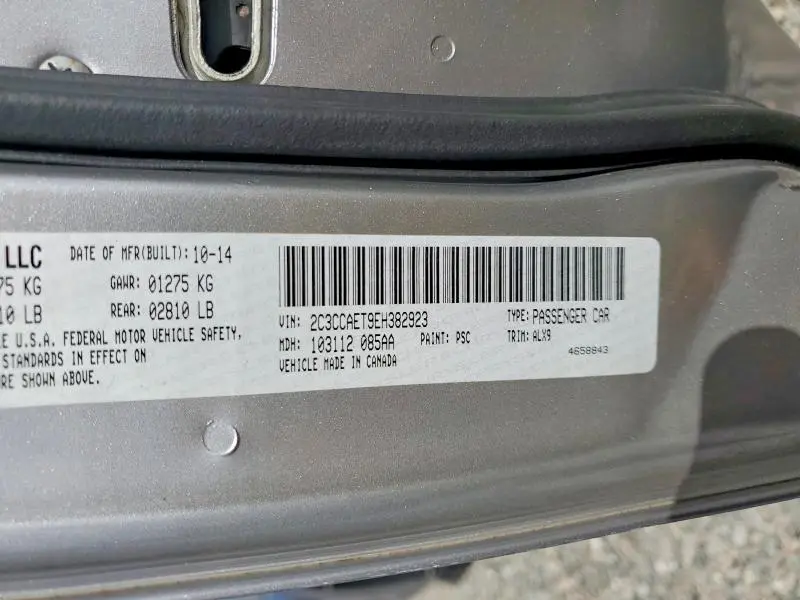 LLC DATE OF MFR(BUILT): 10-14
75 KG GAWR: 01275 KG
10 LB REAR: 02810 LB
E U.S.A. FEDERAL MOTOR VEHICLE SAFETY,
STANDARDS IN EFFECT ON
RE SHOWN ABOVE.
VIN: 2C3CCAET9EH382923 TYPE: PASSENGER CAR
MDH: 103112 085AA PAINT: PSC TRIM: ALX9
VEHICLE MADE IN CANADA 4658843